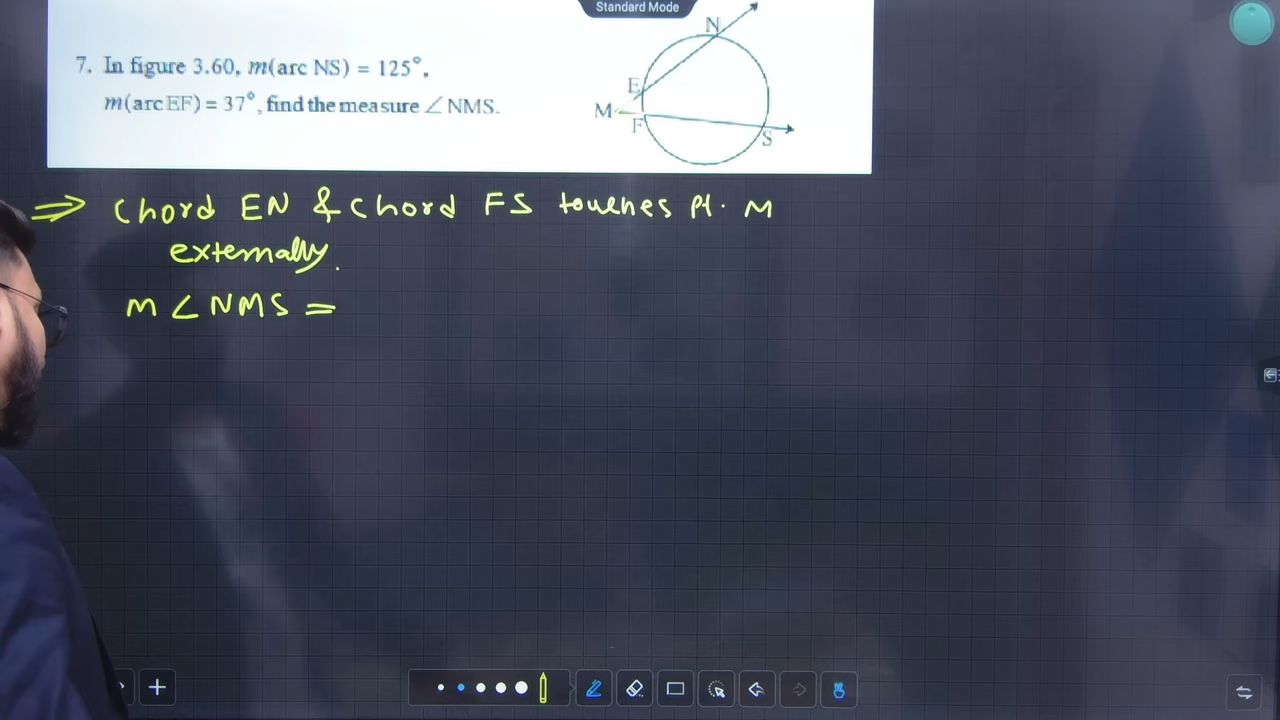 Standard Mode
7. In figure 3.60, m(arc NS) = 125°,
m(arc EF) = 37°, find the measure ∠NMS.
N
E
M
F
S
⇒ Chord EN & Chord FS touches Pt. M
externally.
m∠NMS =